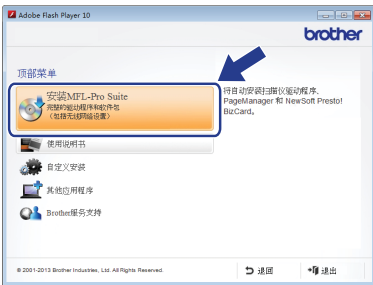 Adobe Flash Player 10
brother
顶部菜单
安装MFL-Pro Suite
完整的驱动程序和软件包
（包括无线网络设置）
将自动安装扫描仪驱动程序.
PageManager 和 NewSoft Presto!
BizCard。
使用说明书
自定义安装
其他应用程序
Brother服务支持
© 2001-2013 Brother Industries, Ltd. All Rights Reserved.
退回
退出